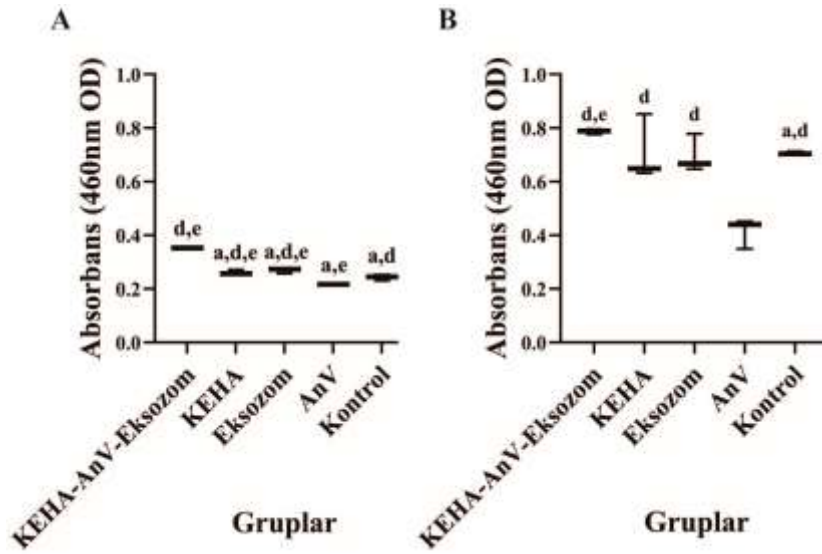 A
Absorbans (460nm OD)
1.0
0.8
0.6
0.4
0.2
0.0
d,e
a,d,e
a,d,e
a,e
a,d
KEHA-AnV-Eksozom
KEHA
Eksozom
AnV
Kontrol
Gruplar
B
Absorbans (460nm OD)
1.0
0.8
0.6
0.4
0.2
0.0
d,e
d
d
a,d
KEHA-AnV-Eksozom
KEHA
Eksozom
AnV
Kontrol
Gruplar